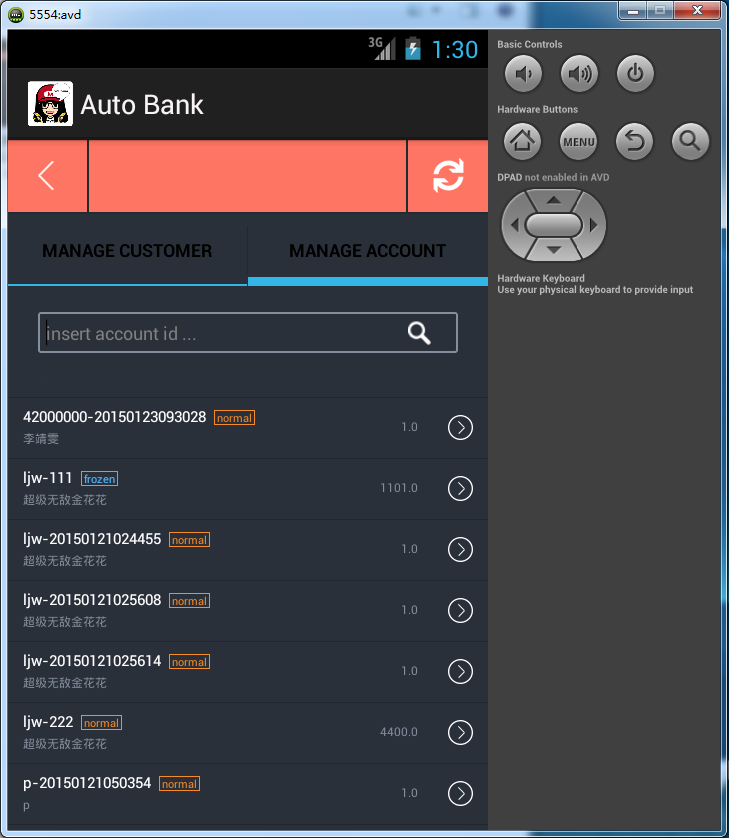 5554:avd
3G
1:30
Auto Bank
MANAGE CUSTOMER
MANAGE ACCOUNT
insert account id ...
42000000-20150123093028 normal
1.0
李靖雯
ljw-111 frozen
1101.0
超级无敌金花花
ljw-20150121024455 normal
1.0
超级无敌金花花
ljw-20150121025608 normal
1.0
超级无敌金花花
ljw-20150121025614 normal
1.0
超级无敌金花花
ljw-222 normal
4400.0
超级无敌金花花
p-20150121050354 normal
1.0
p
Basic Controls
Hardware Buttons
MENU
DPAD not enabled in AVD
Hardware Keyboard
Use your physical keyboard to provide input